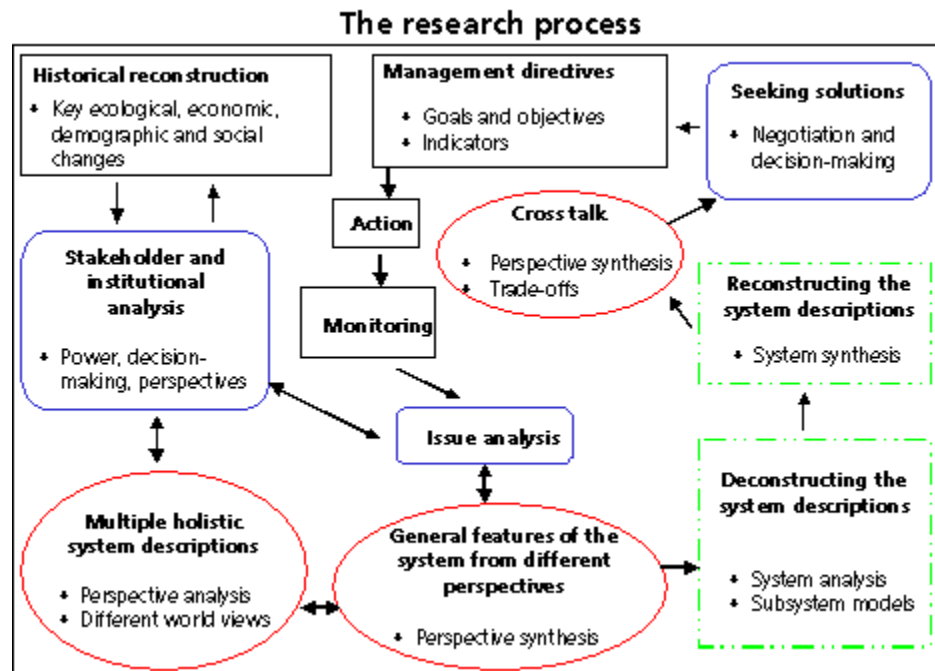 The research process
Historical reconstruction
• Key ecological, economic,
demographic and social
changes
Management directives
• Goals and objectives
• Indicators
Seeking solutions
• Negotiation and
decision-making
Action
Cross talk
• Perspective synthesis
• Trade-offs
Stakeholder and
institutional analysis
• Power, decision-
making, perspectives
Monitoring
Reconstructing the
system descriptions
• System synthesis
Issue analysis
Multiple holistic
system descriptions
• Perspective analysis
• Different world views
General features of the
system from different
perspectives
• Perspective synthesis
Deconstructing the
system descriptions
• System analysis
• Subsystem models